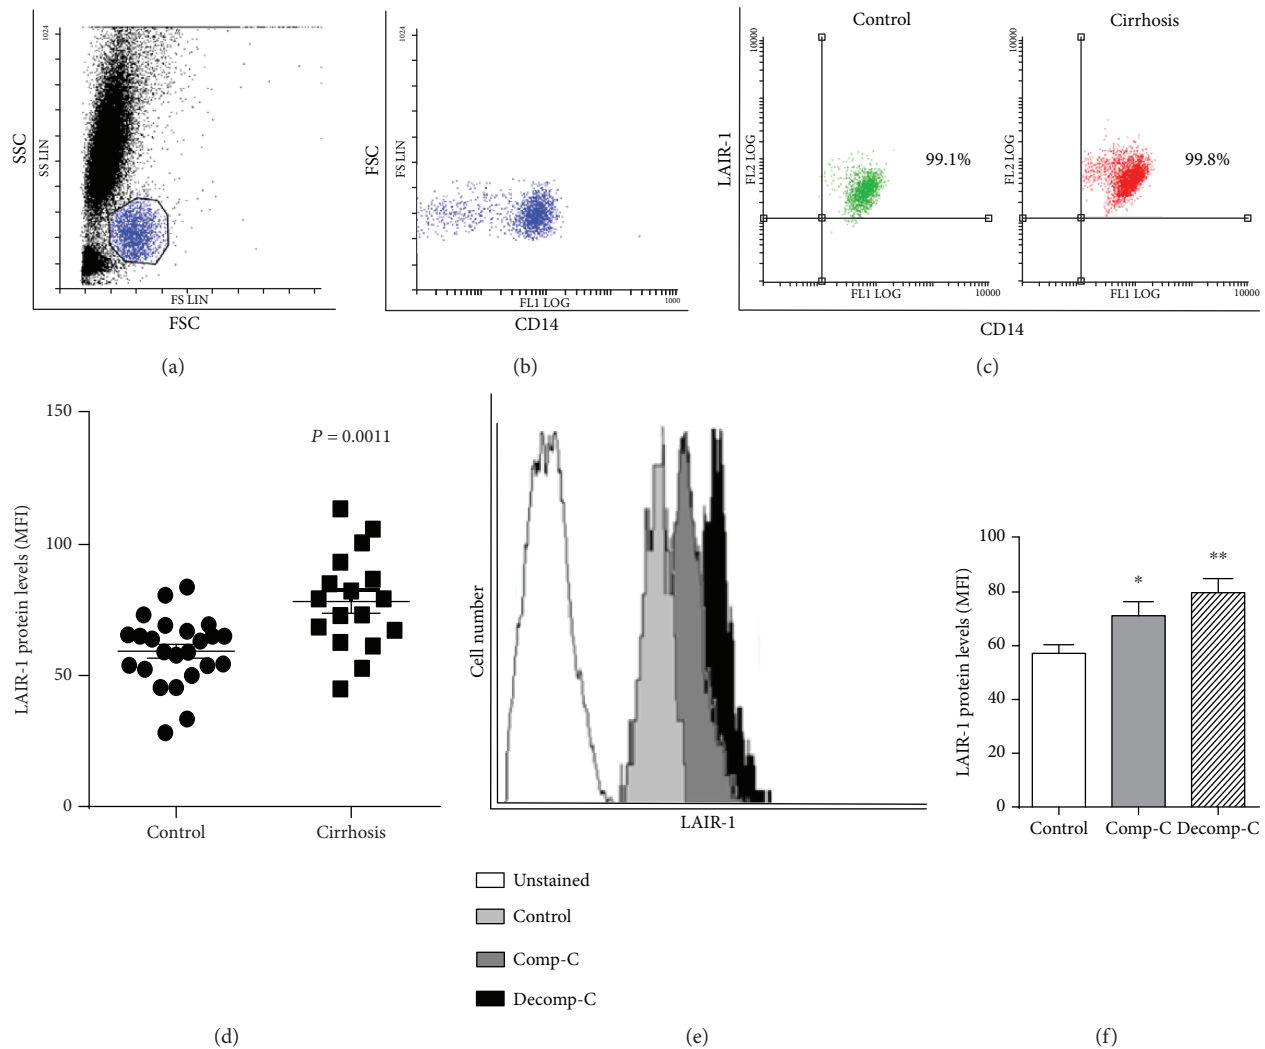 1024
SSC
SS LIN
FS LIN
FSC
(a)
1024
FSC
FS LIN
FL1 LOG
1000
CD14
(b)
Control
Cirrhosis
LAIR-1
10000
FL2 LOG
99.1%
FL1 LOG
10000
10000
FL2 LOG
99.8%
FL1 LOG
10000
CD14
(c)
150
100
50
0
LAIR-1 protein levels (MFI)
P = 0.0011
Control
Cirrhosis
(d)
Cell number
LAIR-1
Unstained
Control
Comp-C
Decomp-C
(e)
100
80
60
40
20
0
LAIR-1 protein levels (MFI)
*
**
Control
Comp-C
Decomp-C
(f)